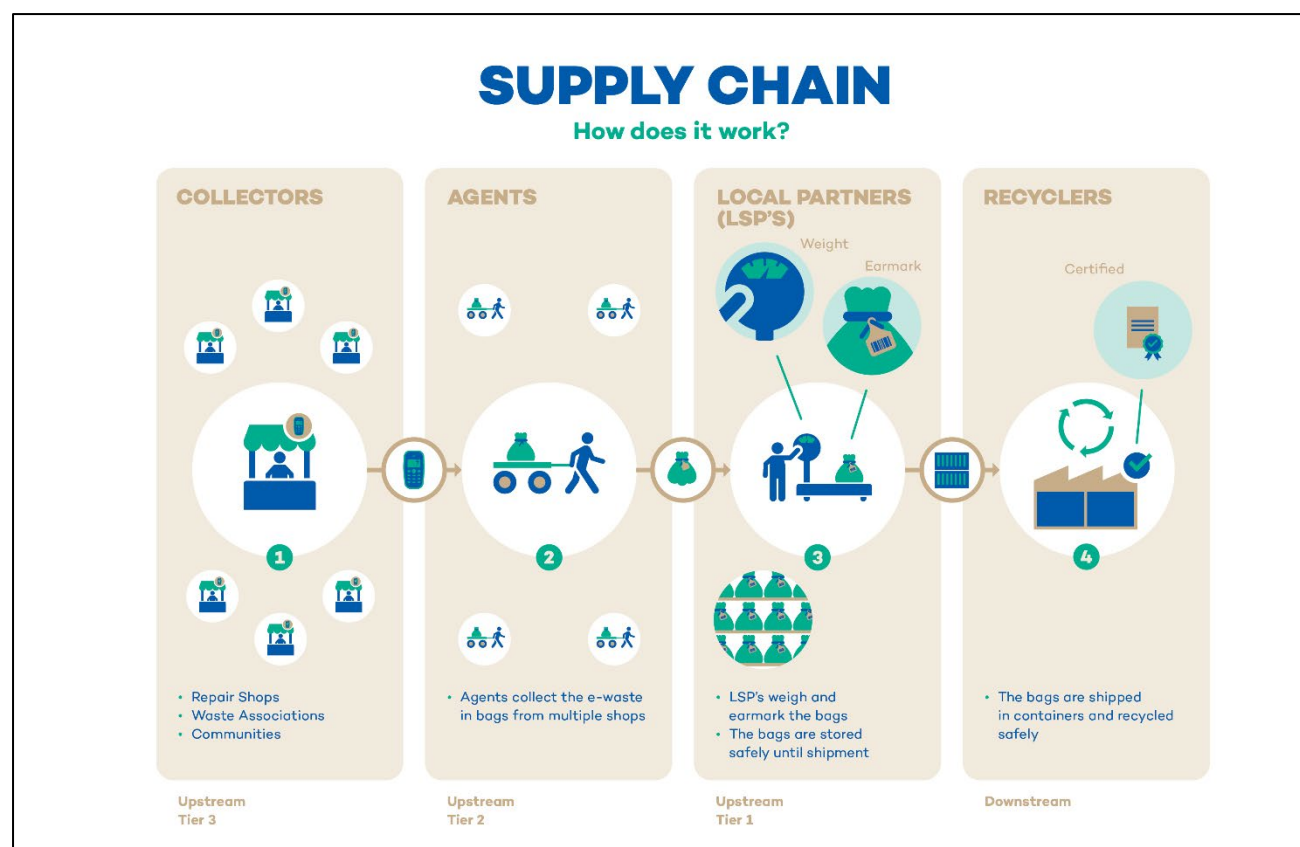 SUPPLY CHAIN
How does it work?
COLLECTORS
1
• Repair Shops
• Waste Associations
• Communities
Upstream
Tier 3
AGENTS
2
• Agents collect the e-waste
in bags from multiple shops
Upstream
Tier 2
LOCAL PARTNERS
(LSP'S)
Weight
Earmark
3
• LSP's weigh and
earmark the bags
• The bags are stored
safely until shipment
Upstream
Tier 1
RECYCLERS
Certified
4
• The bags are shipped
in containers and recycled
safely
Downstream